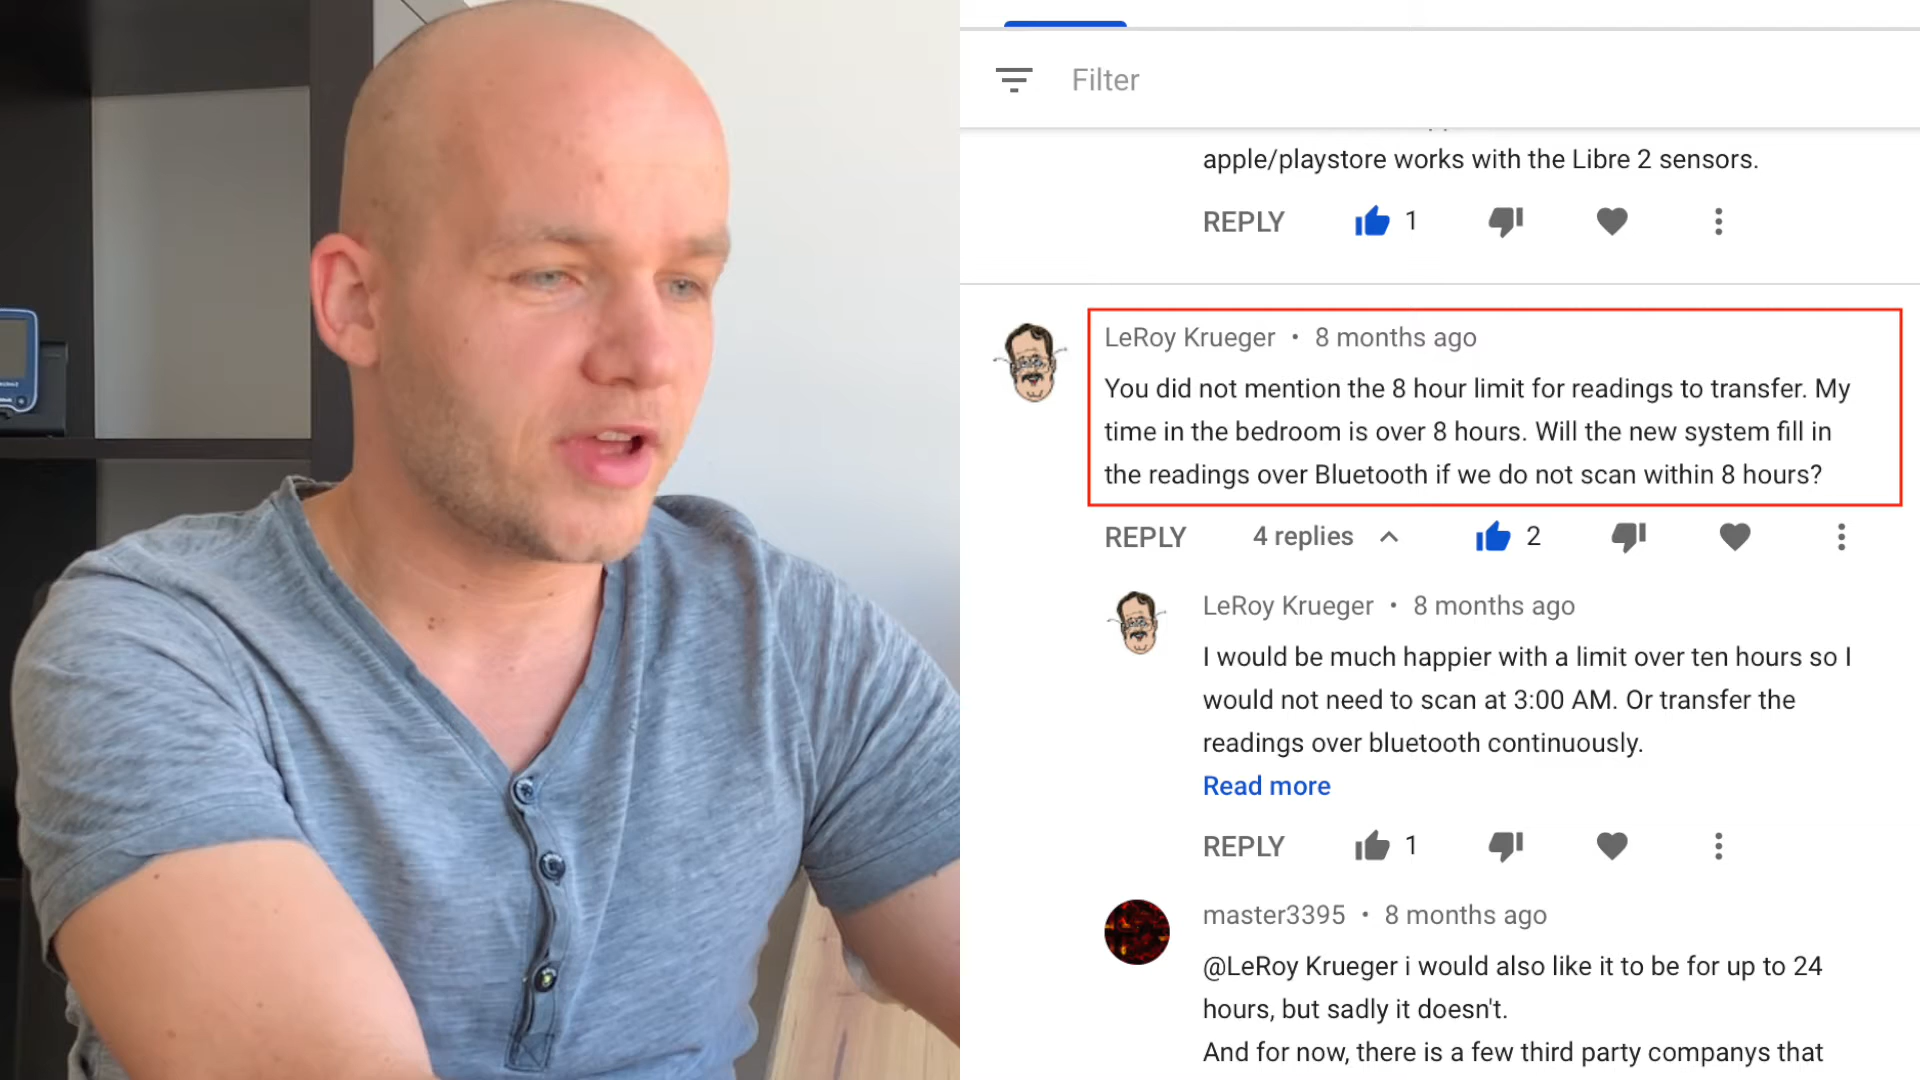 Filter
apple/playstore works with the Libre 2 sensors.
REPLY 1
LeRoy Krueger • 8 months ago
You did not mention the 8 hour limit for readings to transfer. My
time in the bedroom is over 8 hours. Will the new system fill in
the readings over Bluetooth if we do not scan within 8 hours?
REPLY 4 replies 2
LeRoy Krueger • 8 months ago
I would be much happier with a limit over ten hours so I
would not need to scan at 3:00 AM. Or transfer the
readings over bluetooth continuously.
Read more
REPLY 1
master3395 • 8 months ago
@LeRoy Krueger i would also like it to be for up to 24
hours, but sadly it doesn't.
And for now, there is a few third party companys that